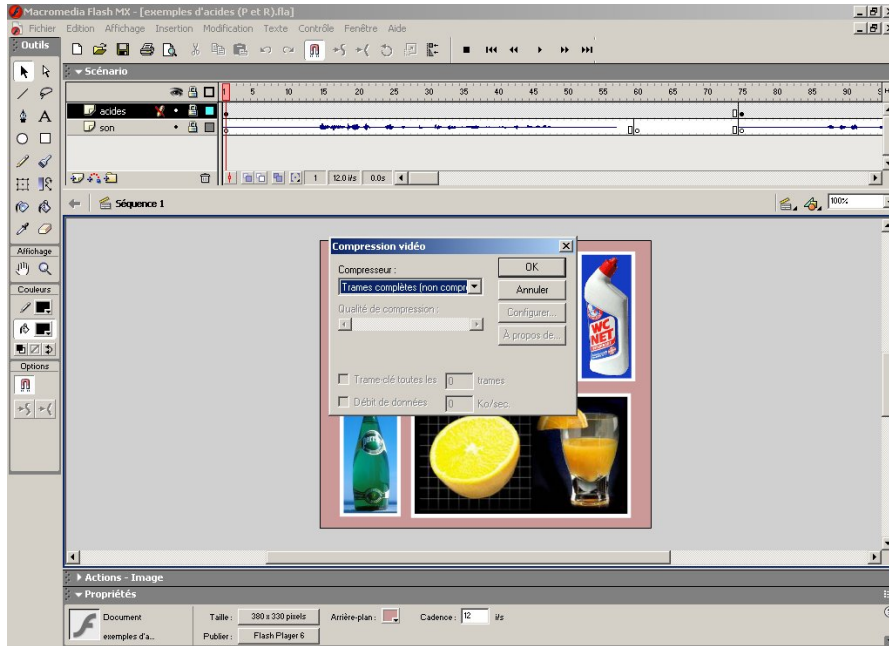 Macromedia Flash MX - [exemples d'acides (P et R).fla]
Fichier Edition Affichage Insertion Modification Texte Contrôle Fenêtre Aide
Outils
Scénario
1 5 10 15 20 25 30 35 40 45 50 55 60 65 70 75 80 85 90
acides
son
1 12.0 i/s 0.0s
Séquence 1
100%
Affichage
Couleurs
Options
Compression vidéo
Compresseur :
OK
Trames complètes (non compre
Annuler
Qualité de compression :
Configurer...
À propos de...
Trame-clé toutes les 0 trames
Débit de données 0 Ko/sec.
WC
NET
Perrier
Actions - Image
Propriétés
Document
Taille : 380 x 330 pixels
Arrière-plan :
Cadence : 12 i/s
exemples d'a...
Publier : Flash Player 6